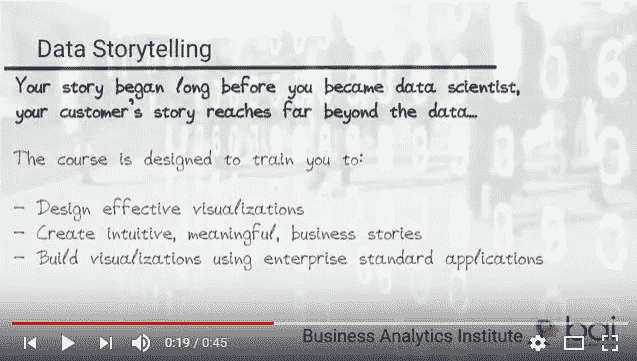 Data Storytelling
Your story began long before you became data scientist,
your customer's story reaches far beyond the data...
The course is designed to train you to:
- Design effective visualizations
- Create intuitive, meaningful, business stories
- Build visualizations using enterprise standard applications
Business Analytics Institute bai
0:19 / 0:45